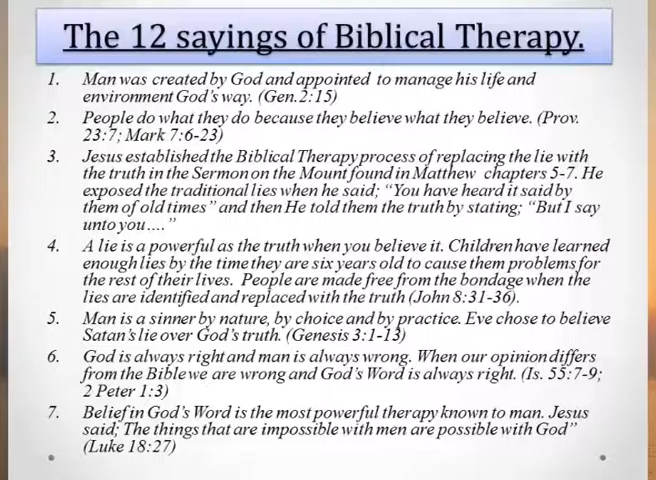 The 12 sayings of Biblical Therapy.
1. Man was created by God and appointed to manage his life and
environment God's way. (Gen.2:15)
2. People do what they do because they believe what they believe. (Prov.
23:7; Mark 7:6-23)
3. Jesus established the Biblical Therapy process of replacing the lie with
the truth in the Sermon on the Mount found in Matthew chapters 5-7. He
exposed the traditional lies when he said; "You have heard it said by
them of old times" and then He told them the truth by stating; "But I say
unto you...."
4. A lie is a powerful as the truth when you believe it. Children have learned
enough lies by the time they are six years old to cause them problems for
the rest of their lives. People are made free from the bondage when the
lies are identified and replaced with the truth (John 8:31-36).
5. Man is a sinner by nature, by choice and by practice. Eve chose to believe
Satan's lie over God's truth. (Genesis 3:1-13)
6. God is always right and man is always wrong. When our opinion differs
from the Bible we are wrong and God's Word is always right. (Is. 55:7-9;
2 Peter 1:3)
7. Belief in God's Word is the most powerful therapy known to man. Jesus
said; The things that are impossible with men are possible with God"
(Luke 18:27)